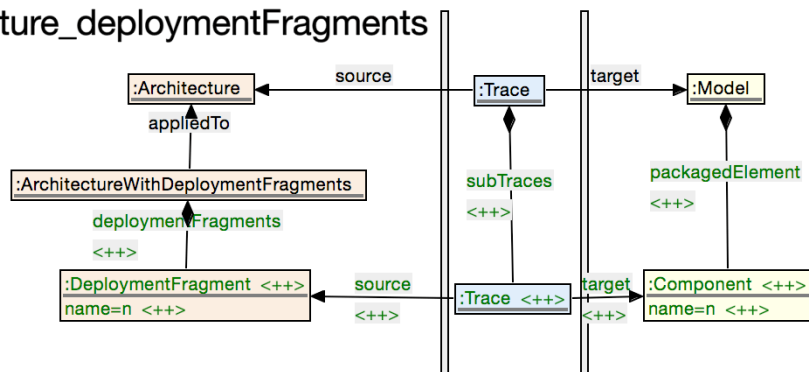 ture_deploymentFragments
:Architecture
source
:Trace
target
:Model
appliedTo
:ArchitectureWithDeploymentFragments
subTraces
<++>
packagedElement
<++>
deploymentFragments
<++>
:DeploymentFragment <++>
name=n <++>
source
<++>
:Trace <++>
target
<++>
:Component <++>
name=n <++>